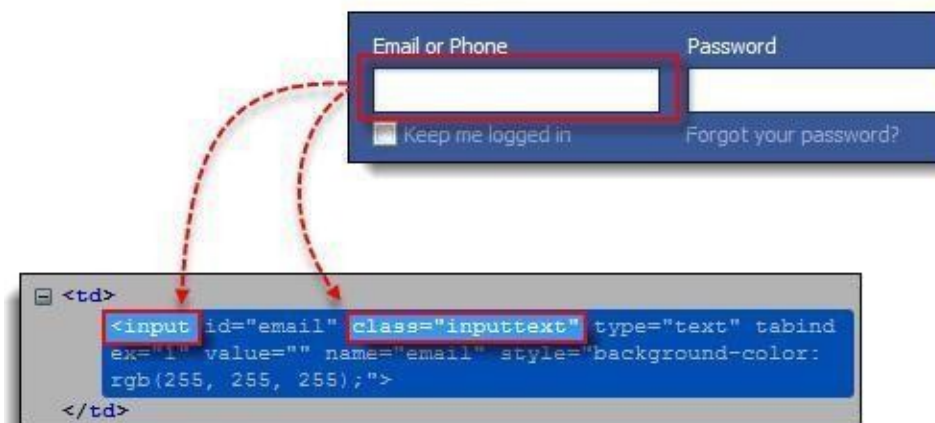 Email or Phone Password
Keep me logged in Forgot your password?
<td>
<input id="email" class="inputtext" type="text" tabind
ex="1" value="" name="email" style="background-color:
rgb(255, 255, 255);">
</td>